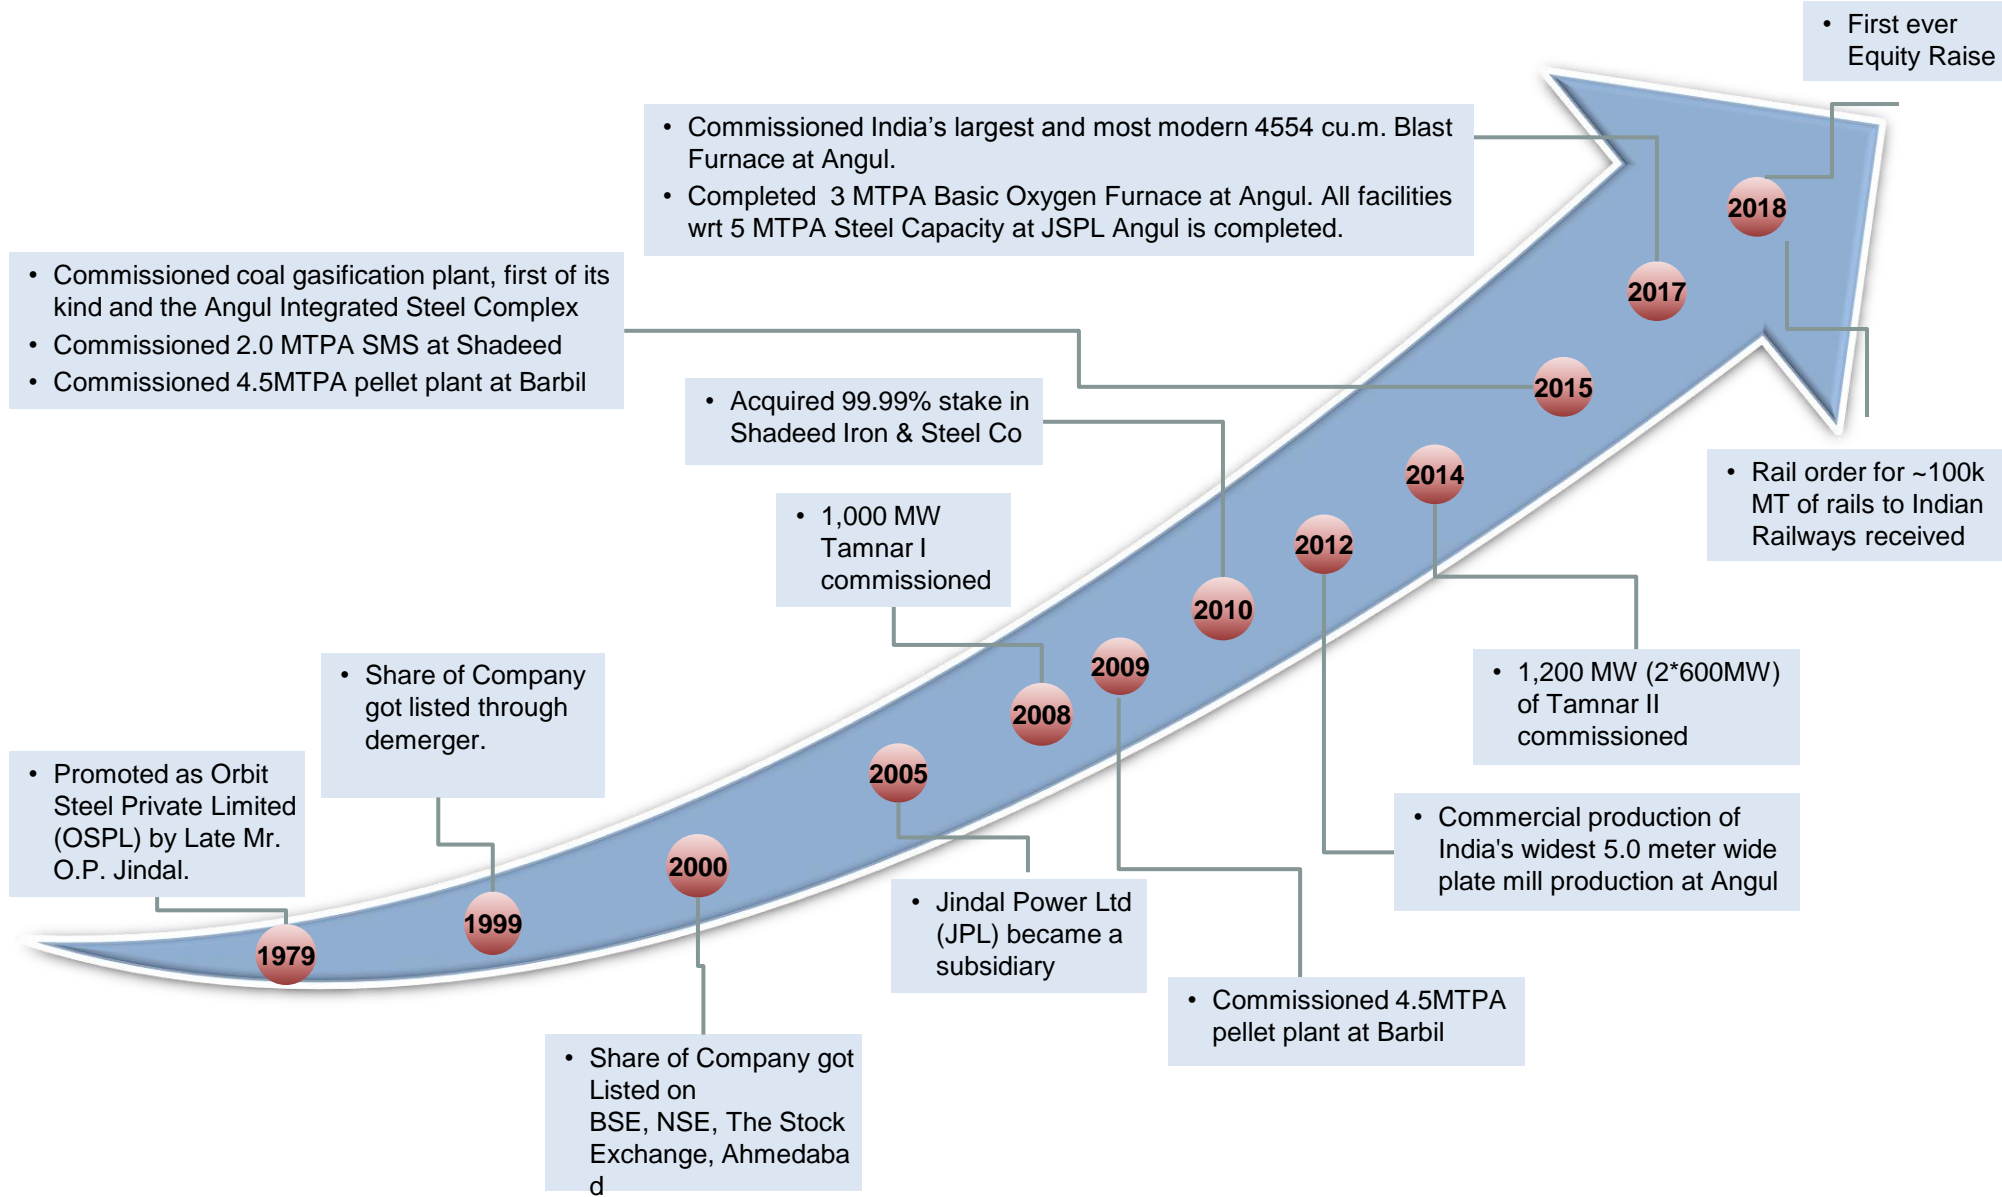 • First ever
Equity Raise
• Commissioned India’s largest and most modern 4554 cu.m. Blast
Furnace at Angul.
• Completed  3 MTPA Basic Oxygen Furnace at Angul. All facilities
wrt 5 MTPA Steel Capacity at JSPL Angul is completed.
2018
• Commissioned coal gasification plant, first of its
kind and the Angul Integrated Steel Complex
• Commissioned 2.0 MTPA SMS at Shadeed
• Commissioned 4.5MTPA pellet plant at Barbil
2017
2015
• Acquired 99.99% stake in
Shadeed Iron & Steel Co
2014
• Rail order for ~100k
MT of rails to Indian
Railways received
• 1,000 MW
Tamnar I
commissioned
2012
2010
• Share of Company
got listed through
demerger.
2009
2008
• 1,200 MW (2*600MW)
of Tamnar II
commissioned
• Promoted as Orbit
Steel Private Limited
(OSPL) by Late Mr.
O.P. Jindal.
2005
• Commercial production of
India's widest 5.0 meter wide
plate mill production at Angul
2000
1999
1979
• Jindal Power Ltd
(JPL) became a
subsidiary
• Commissioned 4.5MTPA
pellet plant at Barbil
• Share of Company got
Listed on
BSE, NSE, The Stock
Exchange, Ahmedaba
d